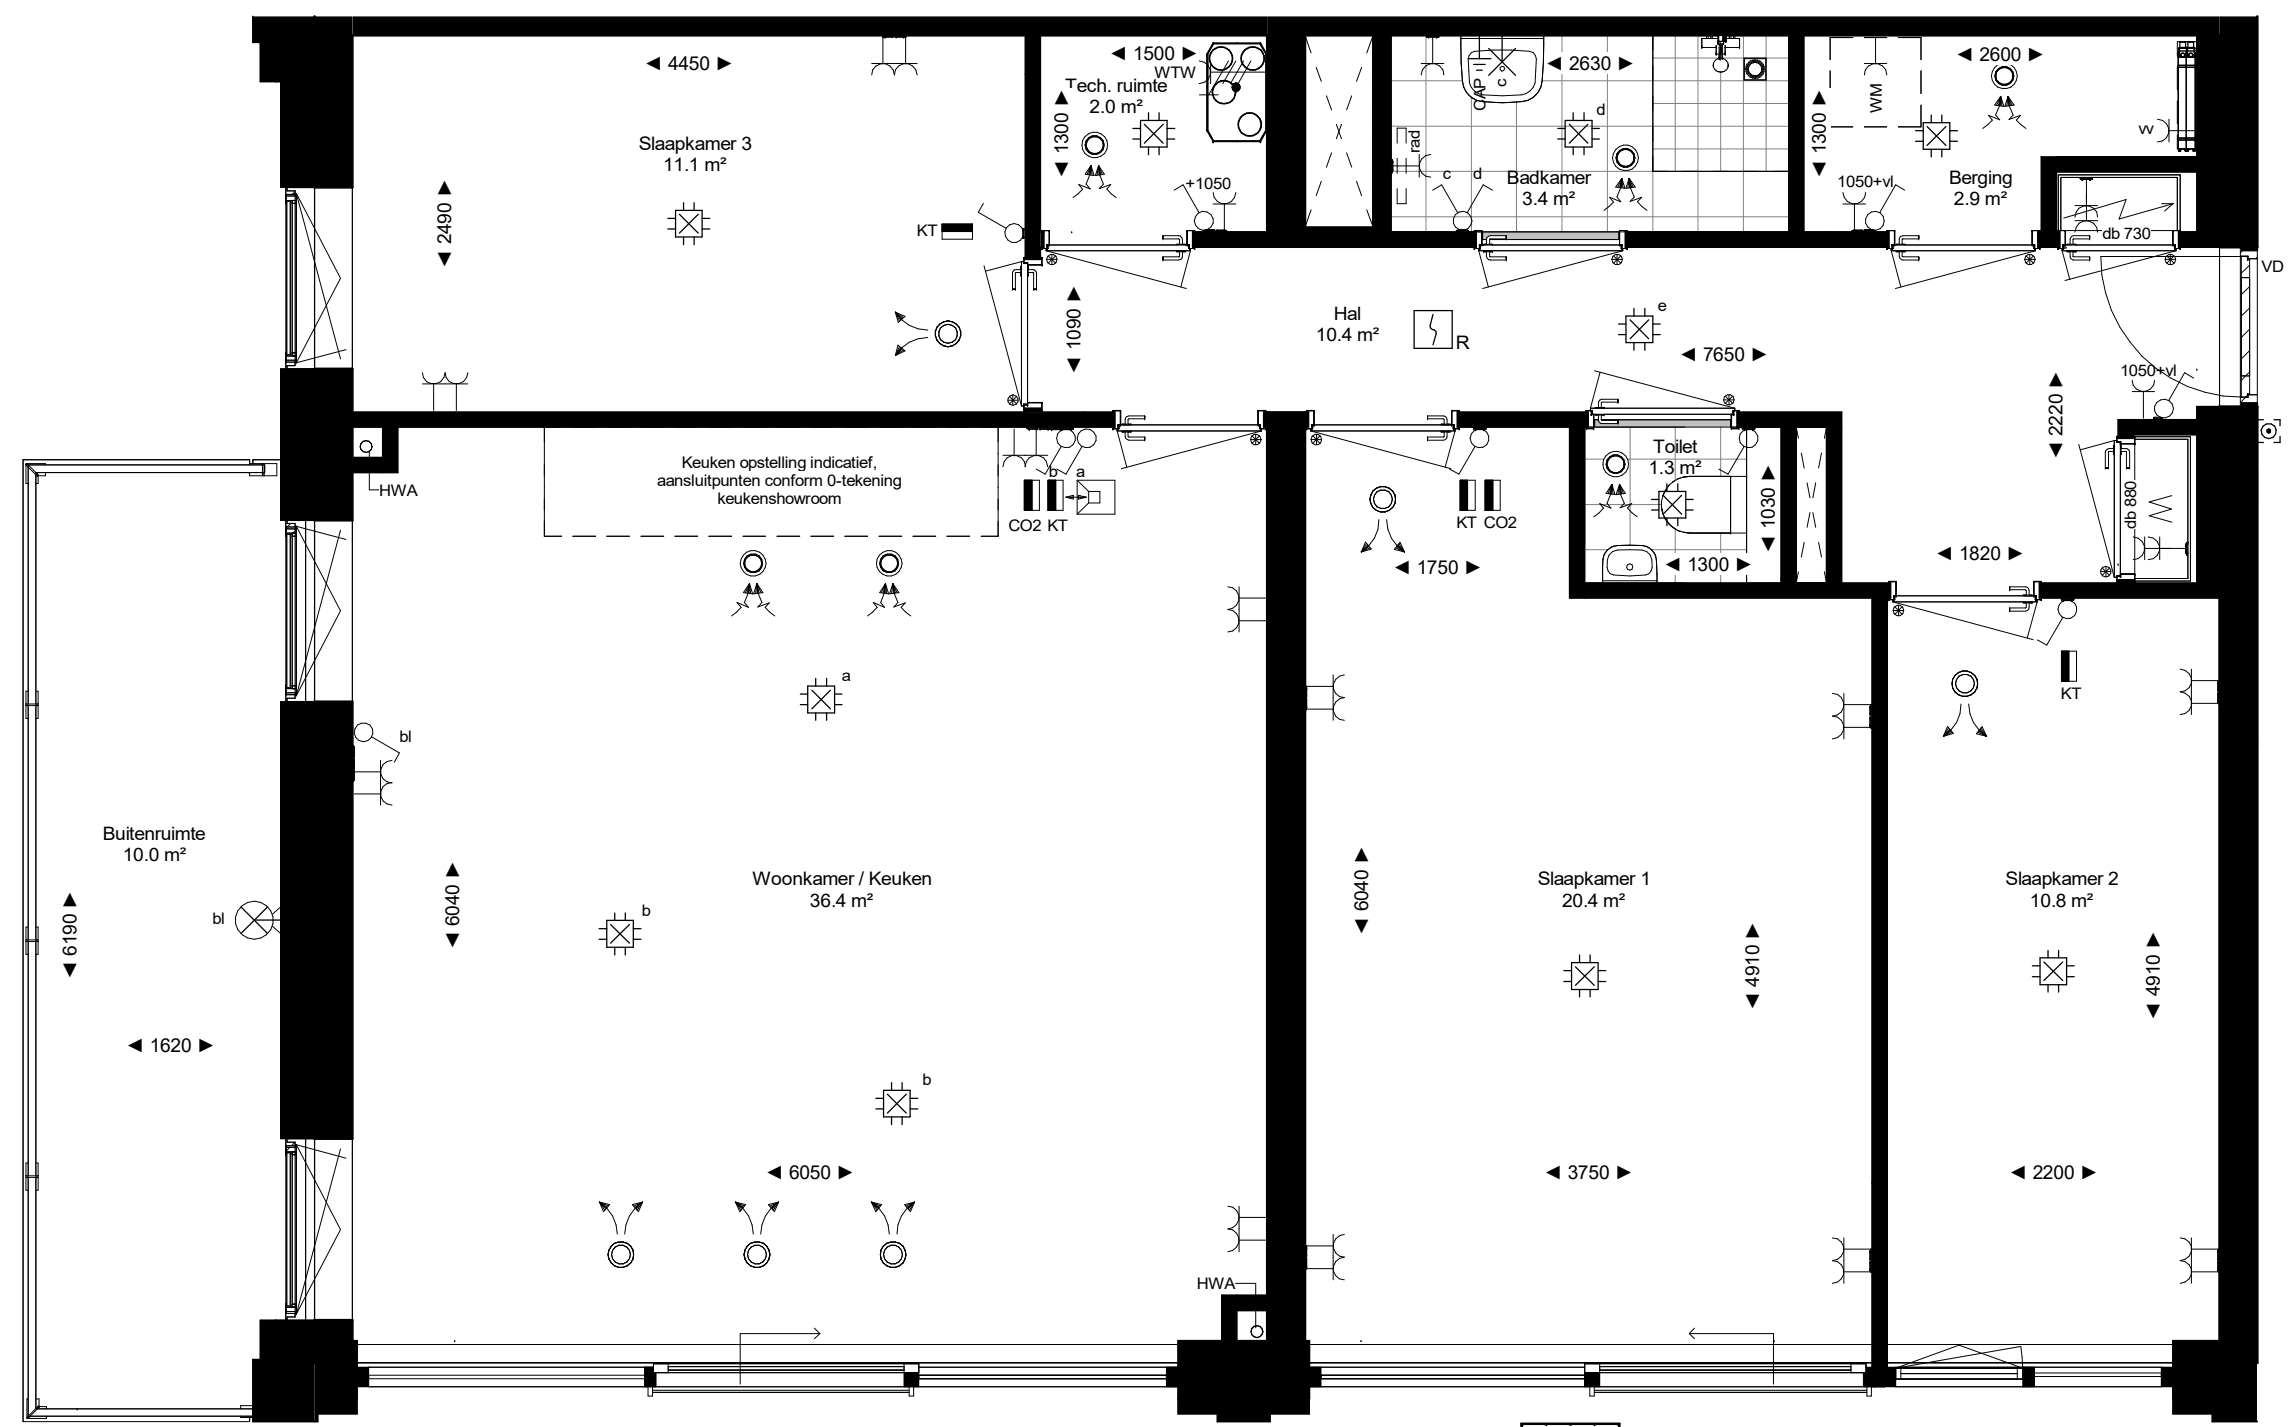 ◄ 4450 ►
◄ 1500 ►
WTW
Tech. ruimte
2.0 m²
◄ 1300 ►
CAP
c
◄ 2630 ►
d
rad
c
d
Badkamer
3.4 m²
WM
◄ 2600 ►
◄ 1300 ►
vv
1050+vl
Berging
2.9 m²
db 730
VD
Slaapkamer 3
11.1 m²
◄ 2490 ►
KT
+1050
◄ 1090 ►
Hal
10.4 m²
R
e
◄ 7650 ►
1050+vl
◄ 2220 ►
HWA
Keuken opstelling indicatief,
aansluitpunten conform 0-tekening
keukenshowroom
b
a
CO2
KT
KT
CO2
◄ 1750 ►
Toilet
1.3 m²
◄ 1030 ►
◄ 1300 ►
◄ 1820 ►
db 880
KT
a
bl
Buitenruimte
10.0 m²
bl
◄ 6190 ►
◄ 1620 ►
◄ 6040 ►
Woonkamer / Keuken
36.4 m²
b
b
◄ 6050 ►
HWA
◄ 6040 ►
Slaapkamer 1
20.4 m²
◄ 4910 ►
◄ 3750 ►
Slaapkamer 2
10.8 m²
◄ 4910 ►
◄ 2200 ►